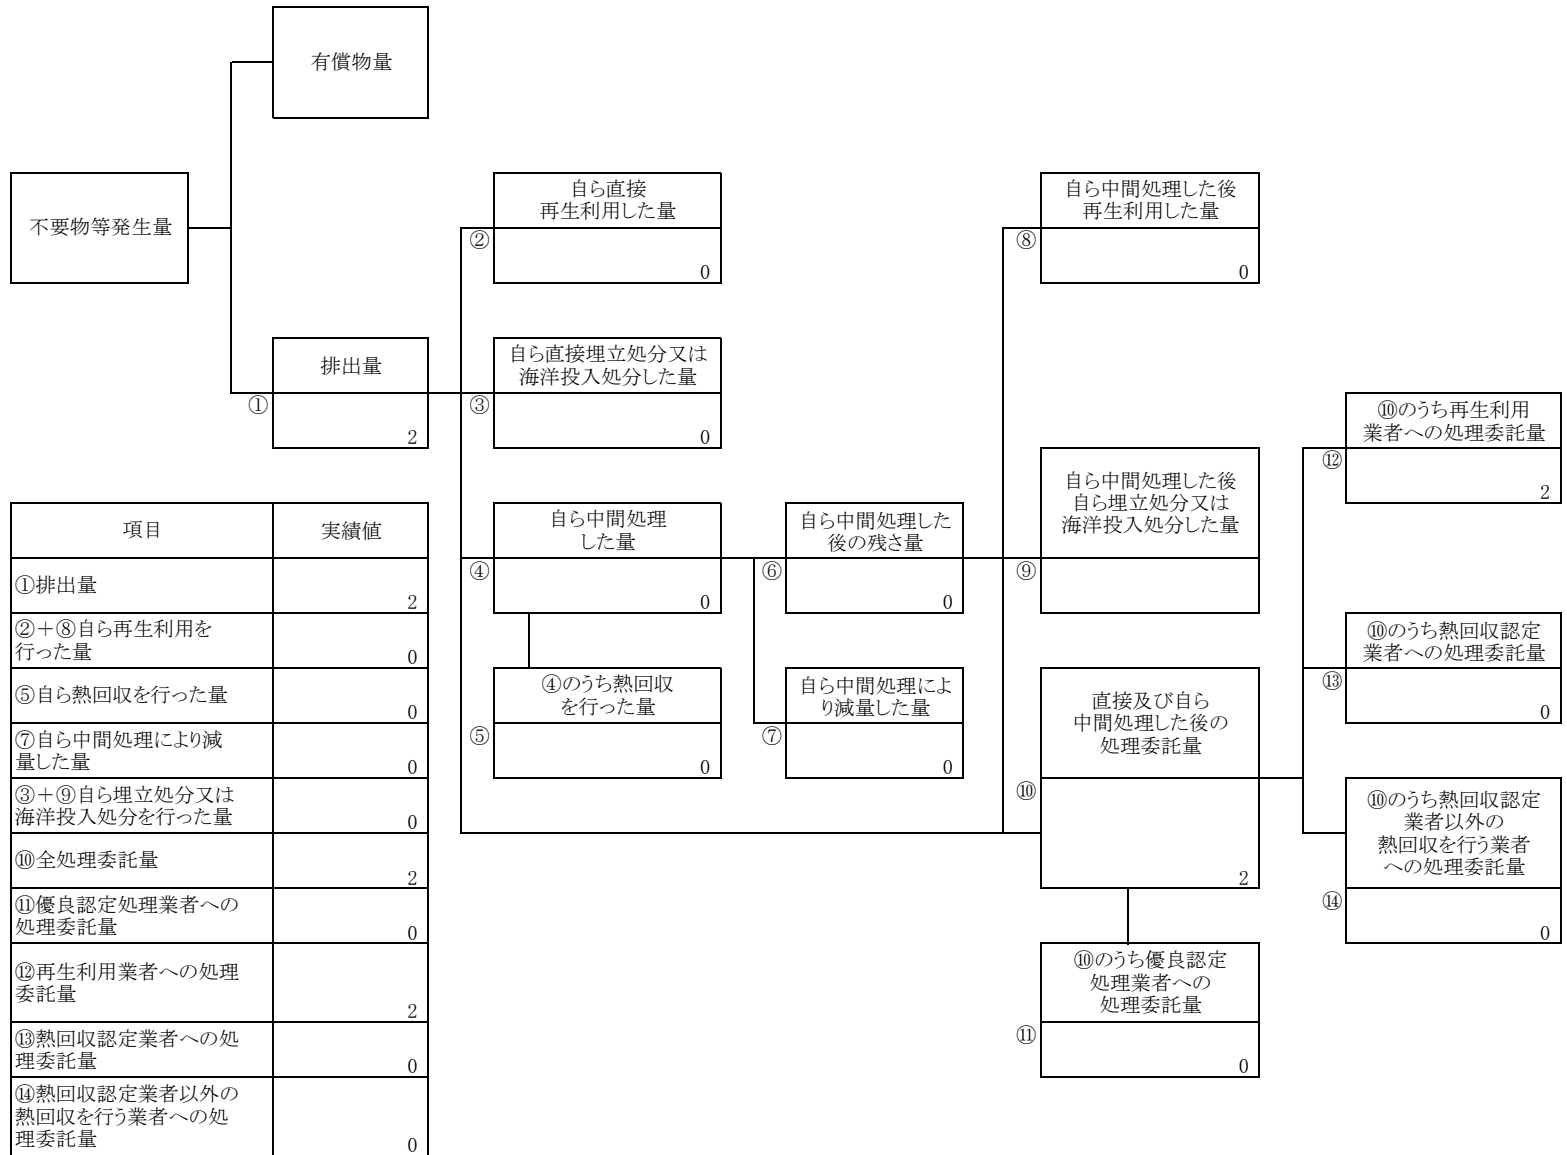 有償物量
不要物等発生量
自ら直接
再生利用した量
②
0
自ら中間処理した後
再生利用した量
⑧
0
排出量
①
2
自ら直接埋立処分又は
海洋投入処分した量
③
0
⑩のうち再生利用
業者への処理委託量
⑫
2
自ら中間処理
した量
④
0
自ら中間処理した
後の残さ量
⑥
0
自ら中間処理した後
自ら埋立処分又は
海洋投入処分した量
⑨
④のうち熱回収
を行った量
⑤
0
自ら中間処理によ
り減量した量
⑦
0
直接及び自ら
中間処理した後の
処理委託量
⑩
2
⑩のうち熱回収認定
業者への処理委託量
⑬
0
⑩のうち熱回収認定
業者以外の
熱回収を行う業者
への処理委託量
⑭
0
⑩のうち優良認定
処理業者への
処理委託量
⑪
0
項目 実績値
①排出量
2
②+⑧自ら再生利用を
行った量
0
⑤自ら熱回収を行った量
0
⑦自ら中間処理により減
量した量
0
③+⑨自ら埋立処分又は
海洋投入処分を行った量
0
⑩全処理委託量
2
⑪優良認定処理業者への
処理委託量
0
⑫再生利用業者への処理
委託量
2
⑬熱回収認定業者への処
理委託量
0
⑭熱回収認定業者以外の
熱回収を行う業者への処
理委託量
0